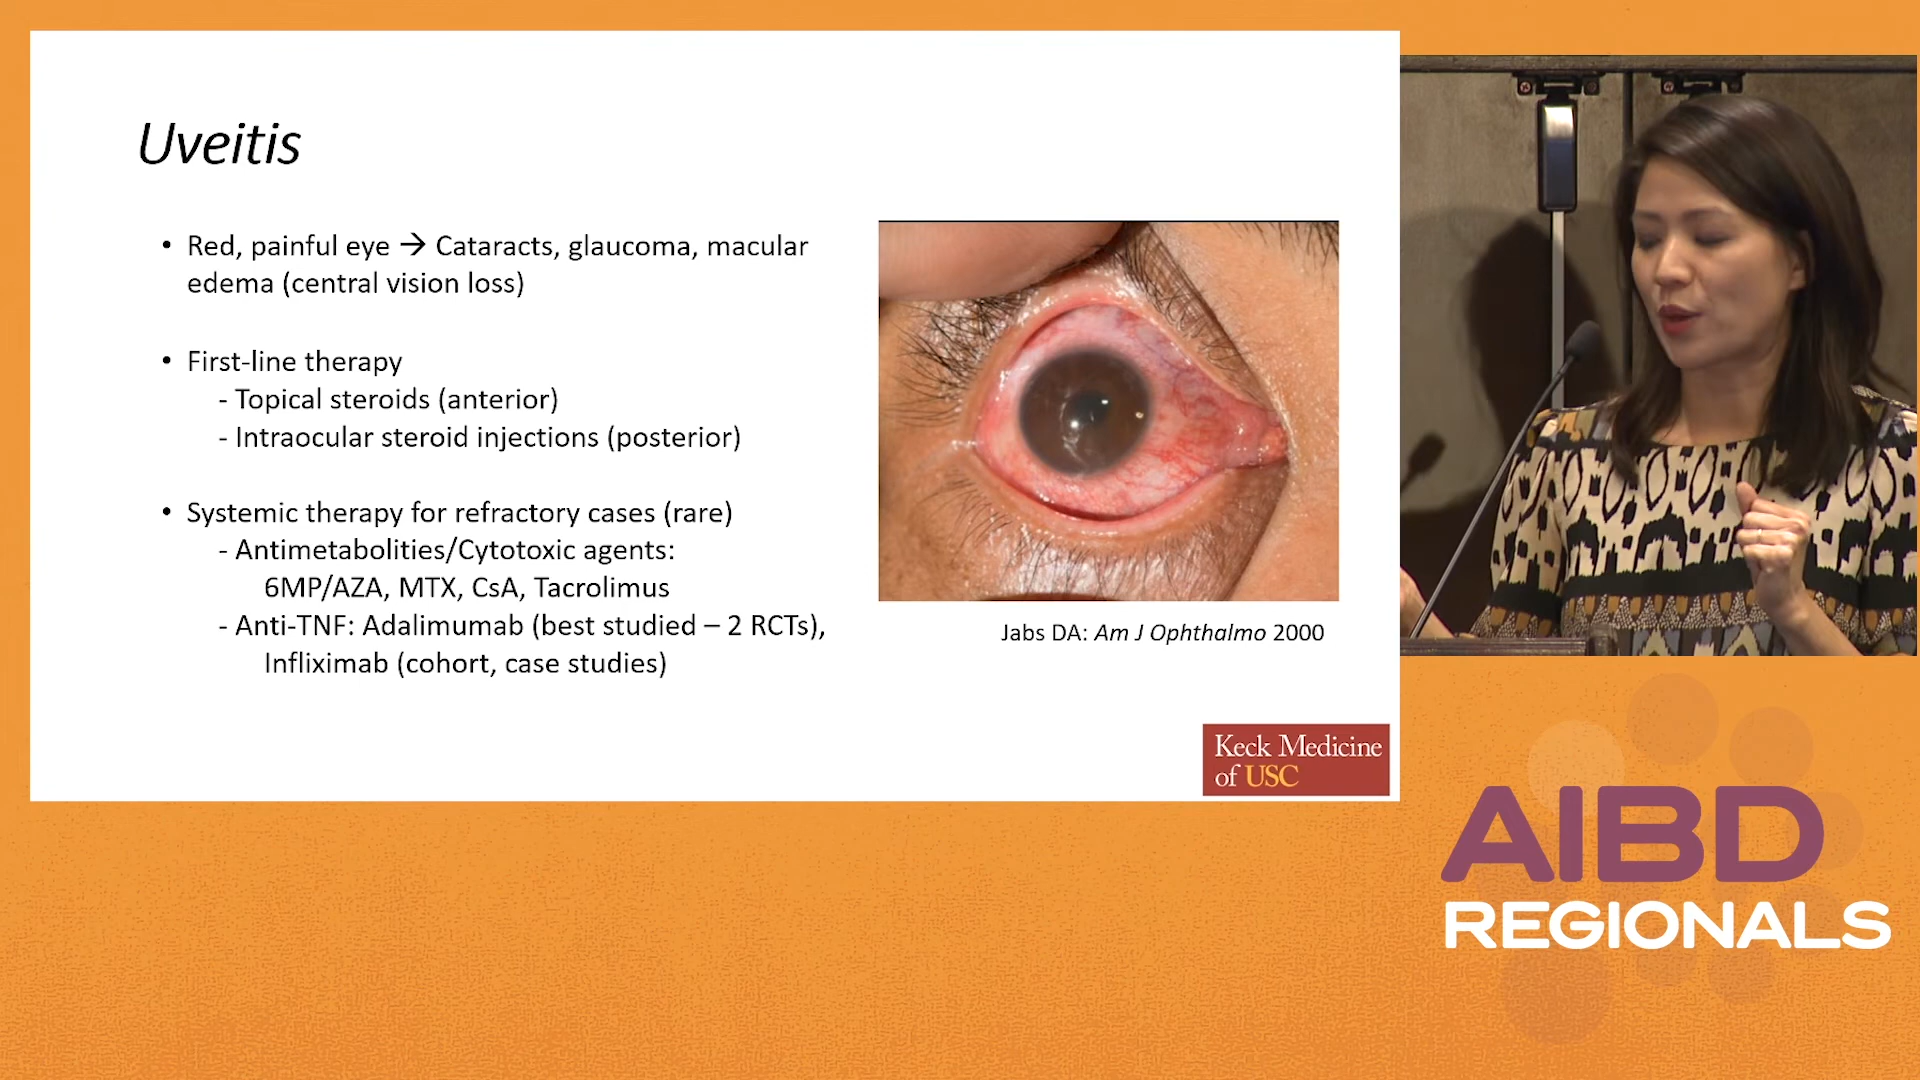 Uveitis
• Red, painful eye → Cataracts, glaucoma, macular
edema (central vision loss)
• First-line therapy
- Topical steroids (anterior)
- Intraocular steroid injections (posterior)
• Systemic therapy for refractory cases (rare)
- Antimetabolities/Cytotoxic agents:
6MP/AZA, MTX, CsA, Tacrolimus
- Anti-TNF: Adalimumab (best studied – 2 RCTs),
Infliximab (cohort, case studies)
Jabs DA: Am J Ophthalmo 2000
Keck Medicine
of USC
AIBD
REGIONALS